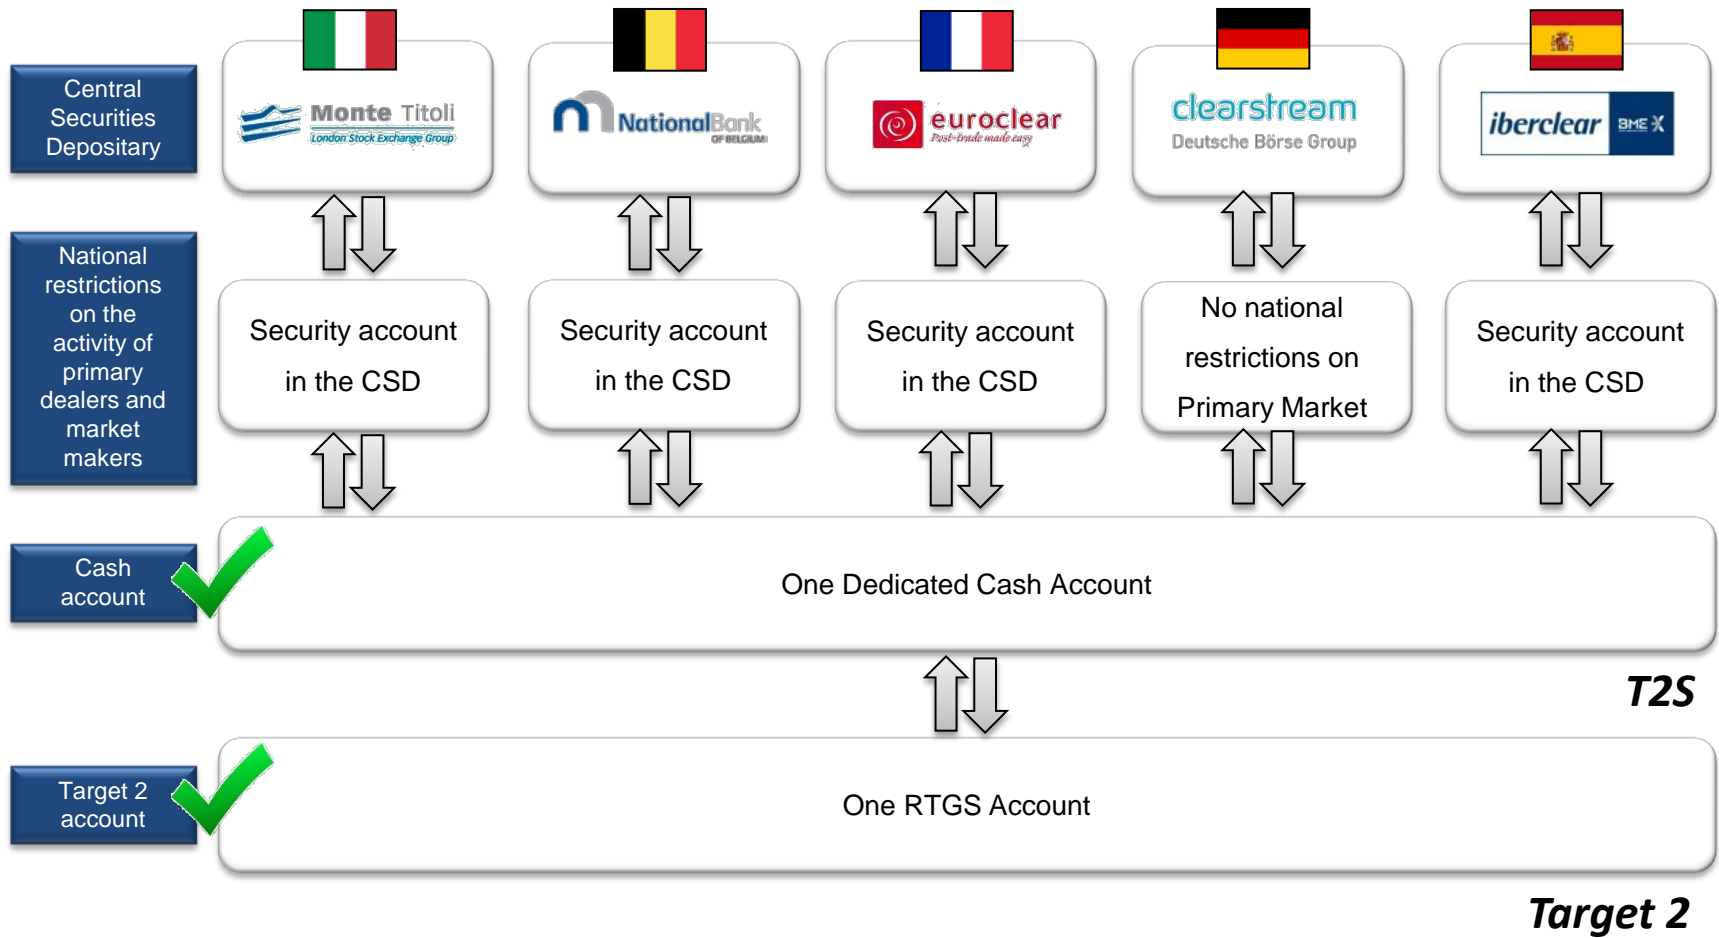 Central
Securities
Depositary
Monte Titoli
London Stock Exchange Group
NationalBank
OF BELGIUM
euroclear
Post-trade made easy
clearstream
Deutsche Börse Group
iberclear
BME X
National
restrictions
on the
activity of
primary
dealers and
market
makers
Security account
in the CSD
Security account
in the CSD
Security account
in the CSD
No national
restrictions on
Primary Market
Security account
in the CSD
Cash
account
One Dedicated Cash Account
T2S
Target 2
account
One RTGS Account
Target 2